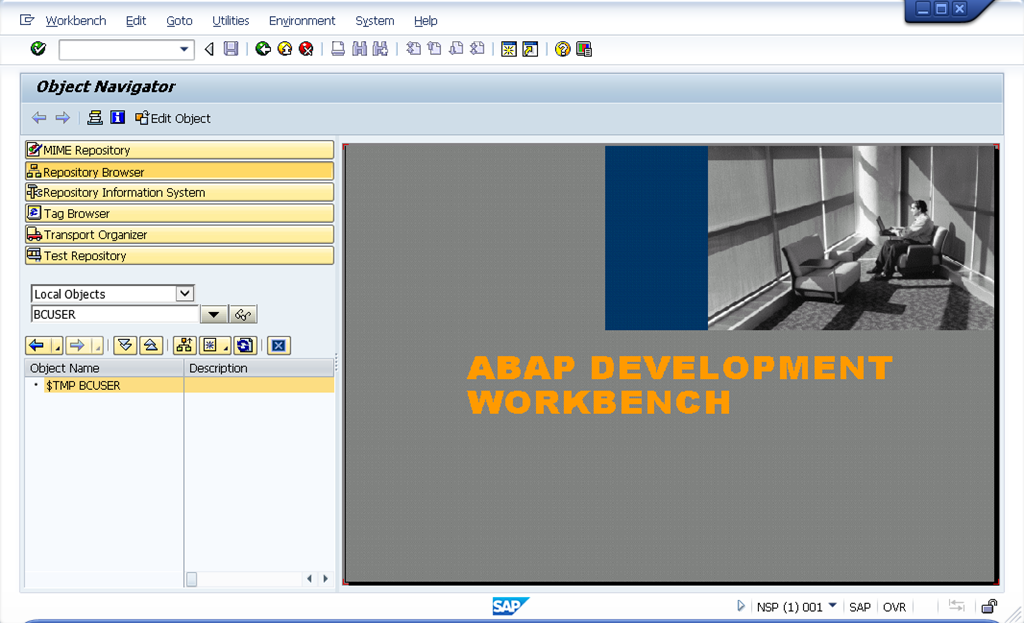 Workbench Edit Goto Utilities Environment System Help
Object Navigator
Edit Object
MIME Repository
Repository Browser
Repository Information System
Tag Browser
Transport Organizer
Test Repository
Local Objects
BCUSER
Object Name Description
$TMP BCUSER
ABAP DEVELOPMENT
WORKBENCH
SAP NSP (1) 001 SAP OVR